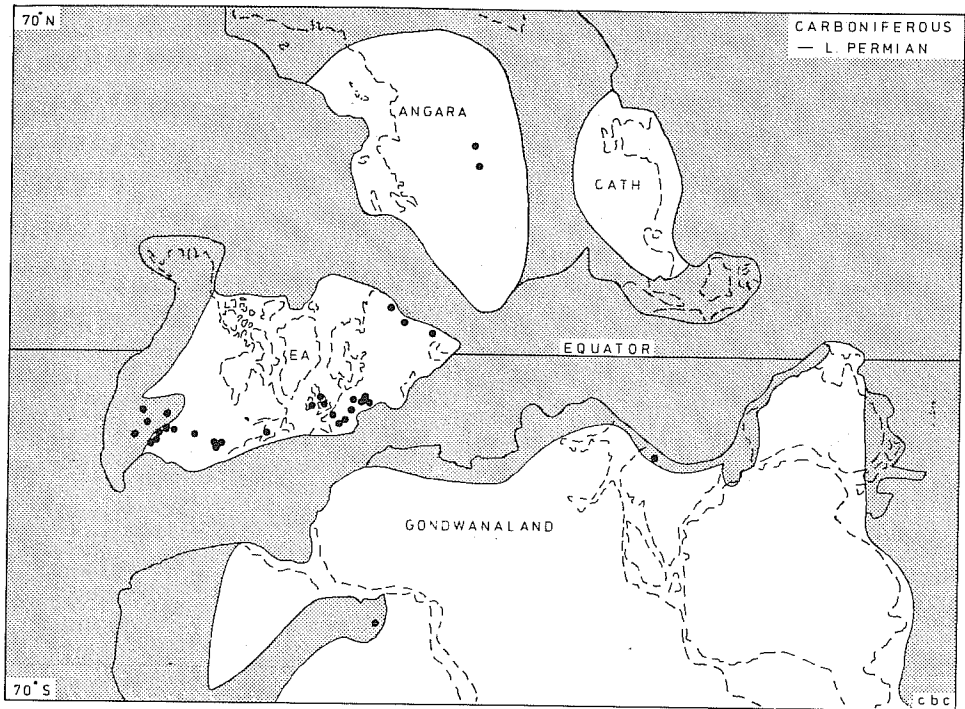 70°N
CARBONIFEROUS
— L. PERMIAN
ANGARA
CATH
EQUATOR
EA
GONDWANALAND
70°S
cbc